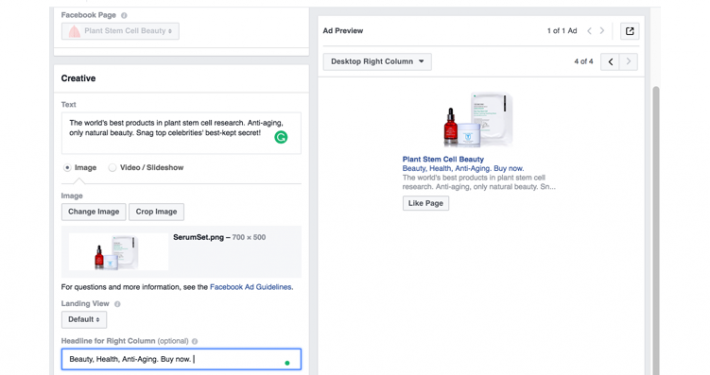 Facebook Page
Plant Stem Cell Beauty
Creative
Text
The world's best products in plant stem cell research. Anti-aging,
only natural beauty. Snag top celebrities' best-kept secret!
Image Video / Slideshow
Image
Change Image Crop Image
SerumSet.png – 700 × 500
For questions and more information, see the Facebook Ad Guidelines.
Landing View
Default
Headline for Right Column (optional)
Beauty, Health, Anti-Aging. Buy now.
Ad Preview 1 of 1 Ad
Desktop Right Column 4 of 4
Plant Stem Cell Beauty
Beauty, Health, Anti-Aging. Buy now.
The world's best products in plant stem cell
research. Anti-aging, only natural beauty. Sn...
Like Page